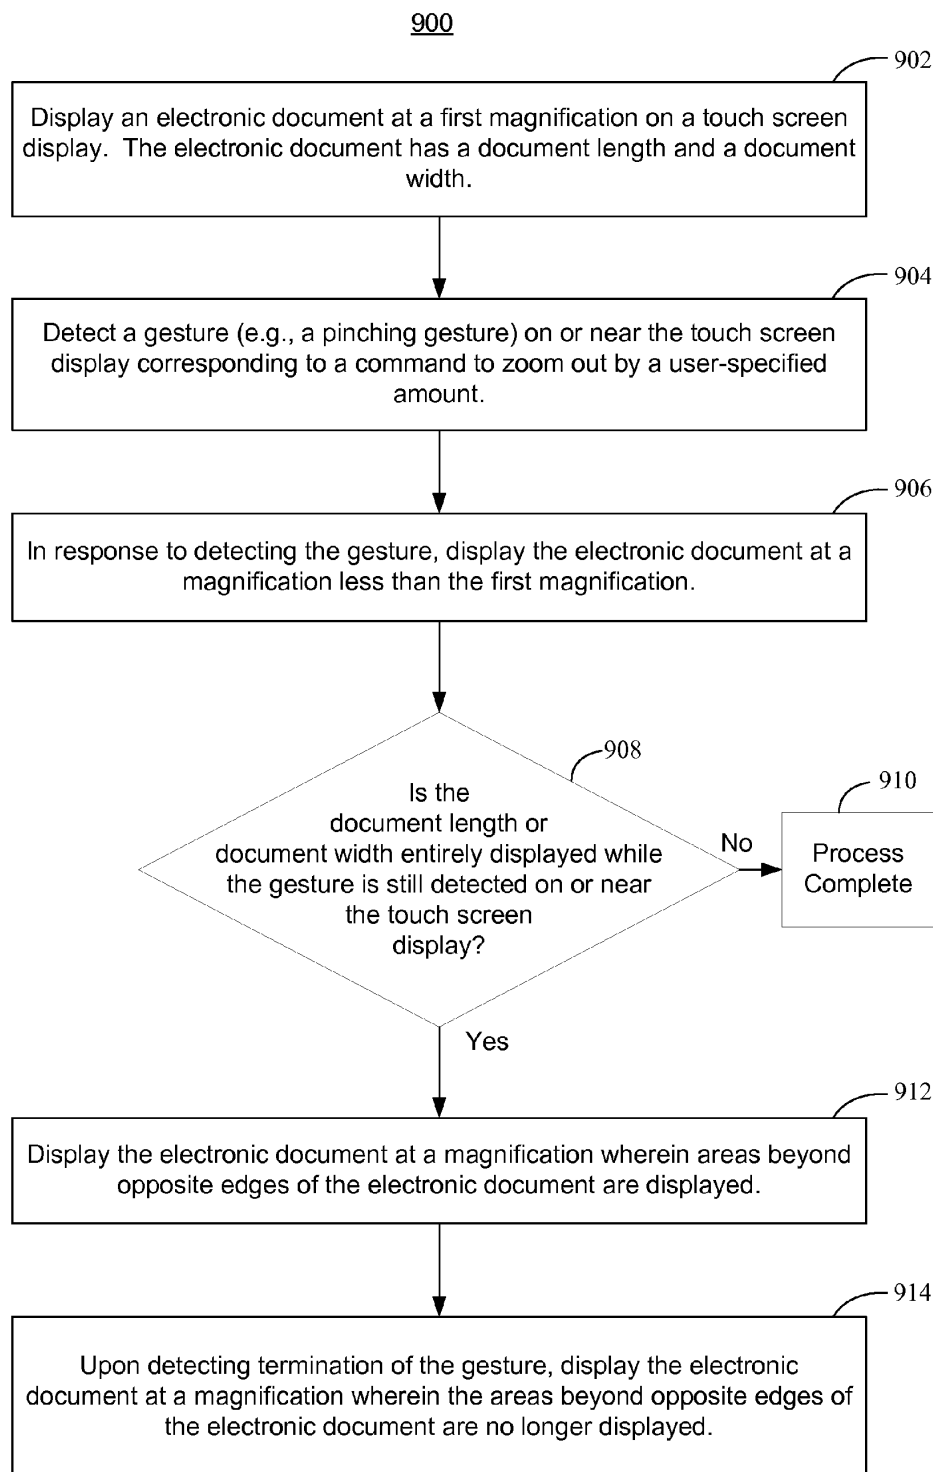 900
902
Display an electronic document at a first magnification on a touch screen
display. The electronic document has a document length and a document
width.
904
Detect a gesture (e.g., a pinching gesture) on or near the touch screen
display corresponding to a command to zoom out by a user-specified
amount.
906
In response to detecting the gesture, display the electronic document at a
magnification less than the first magnification.
908
Is the
document length or
document width entirely displayed while
the gesture is still detected on or near
the touch screen
display?
No
910
Process
Complete
Yes
912
Display the electronic document at a magnification wherein areas beyond
opposite edges of the electronic document are displayed.
914
Upon detecting termination of the gesture, display the electronic
document at a magnification wherein the areas beyond opposite edges of
the electronic document are no longer displayed.